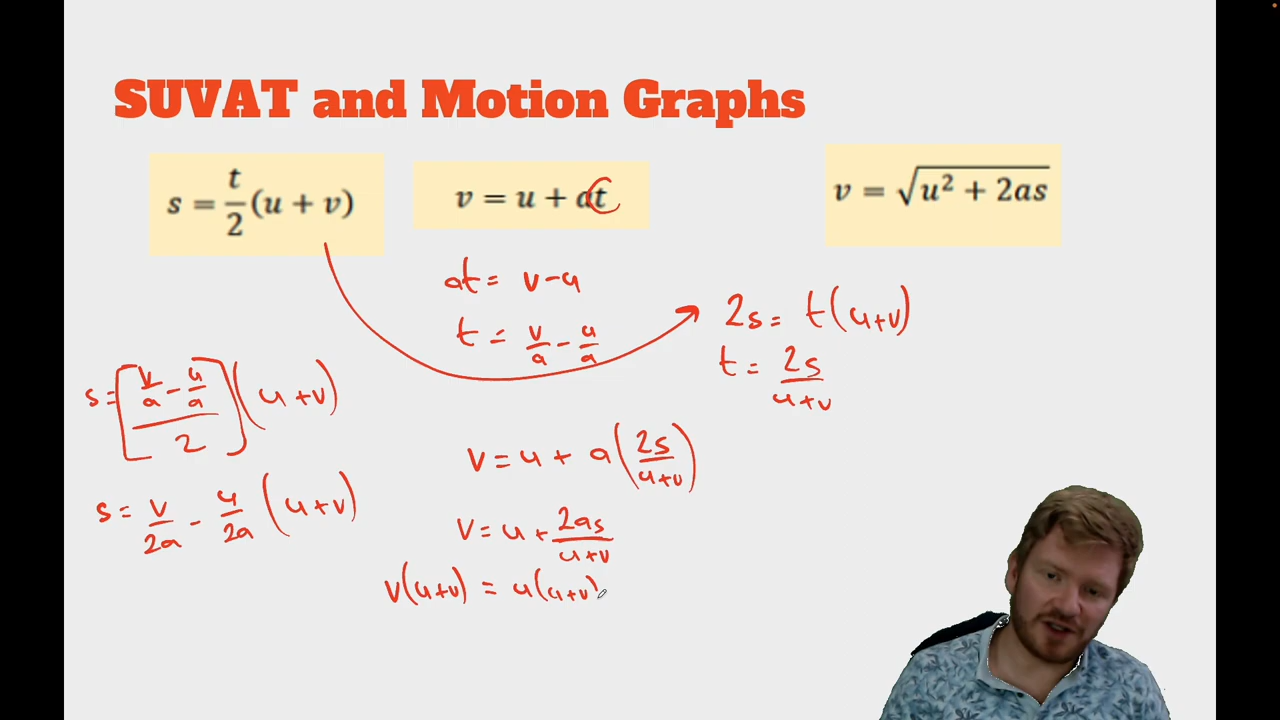 SUVAT and Motion Graphs
s = t/2 (u + v)
v = u + at
v = √(u² + 2as)
at = v - u
t = v/a - u/a
2s = t(u+v)
t = 2s/(u+v)
s = [(v/a - u/a)/2](u+v)
s = v/2a - u/2a (u+v)
v = u + a(2s/(u+v))
v = u + 2as/(u+v)
v(u+v) = u(u+v)